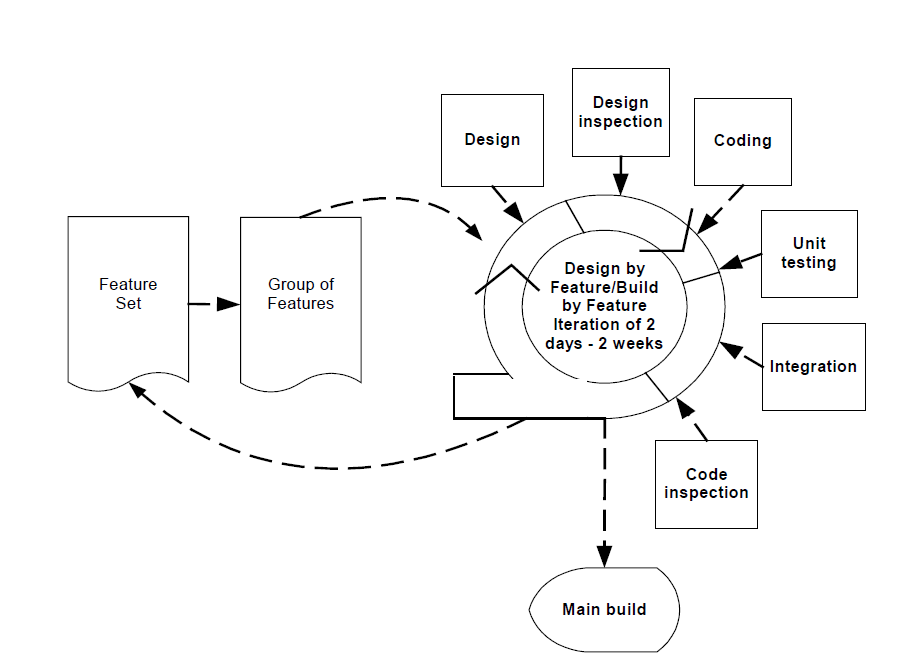 Design
Design
inspection
Coding
Unit
testing
Integration
Code
inspection
Feature
Set
Group of
Features
Design by
Feature/Build
by Feature
Iteration of 2
days - 2 weeks
Main build